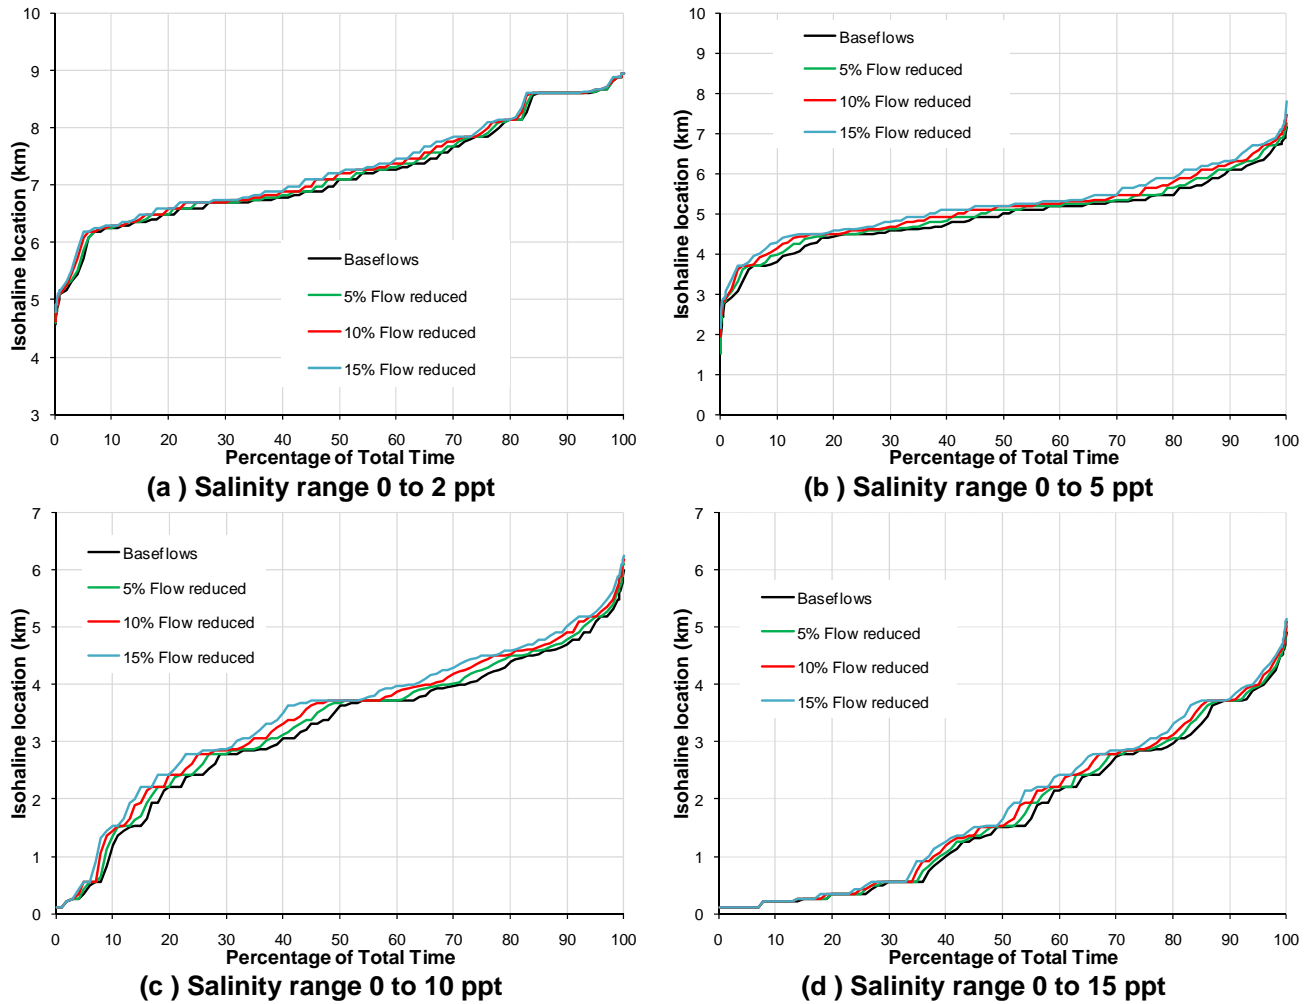 10
9
8
7
6
5
4
3
Isohaline location (km)
Baseflows
5% Flow reduced
10% Flow reduced
15% Flow reduced
0 10 20 30 40 50 60 70 80 90 100
Percentage of Total Time
(a ) Salinity range 0 to 2 ppt
10
9
8
7
6
5
4
3
2
1
0
Isohaline location (km)
Baseflows
5% Flow reduced
10% Flow reduced
15% Flow reduced
0 10 20 30 40 50 60 70 80 90 100
Percentage of Total Time
(b ) Salinity range 0 to 5 ppt
7
6
5
4
3
2
1
0
Isohaline location (km)
Baseflows
5% Flow reduced
10% Flow reduced
15% Flow reduced
0 10 20 30 40 50 60 70 80 90 100
Percentage of Total Time
(c ) Salinity range 0 to 10 ppt
7
6
5
4
3
2
1
0
Isohaline location (km)
Baseflows
5% Flow reduced
10% Flow reduced
15% Flow reduced
0 10 20 30 40 50 60 70 80 90 100
Percentage of Total Time
(d ) Salinity range 0 to 15 ppt